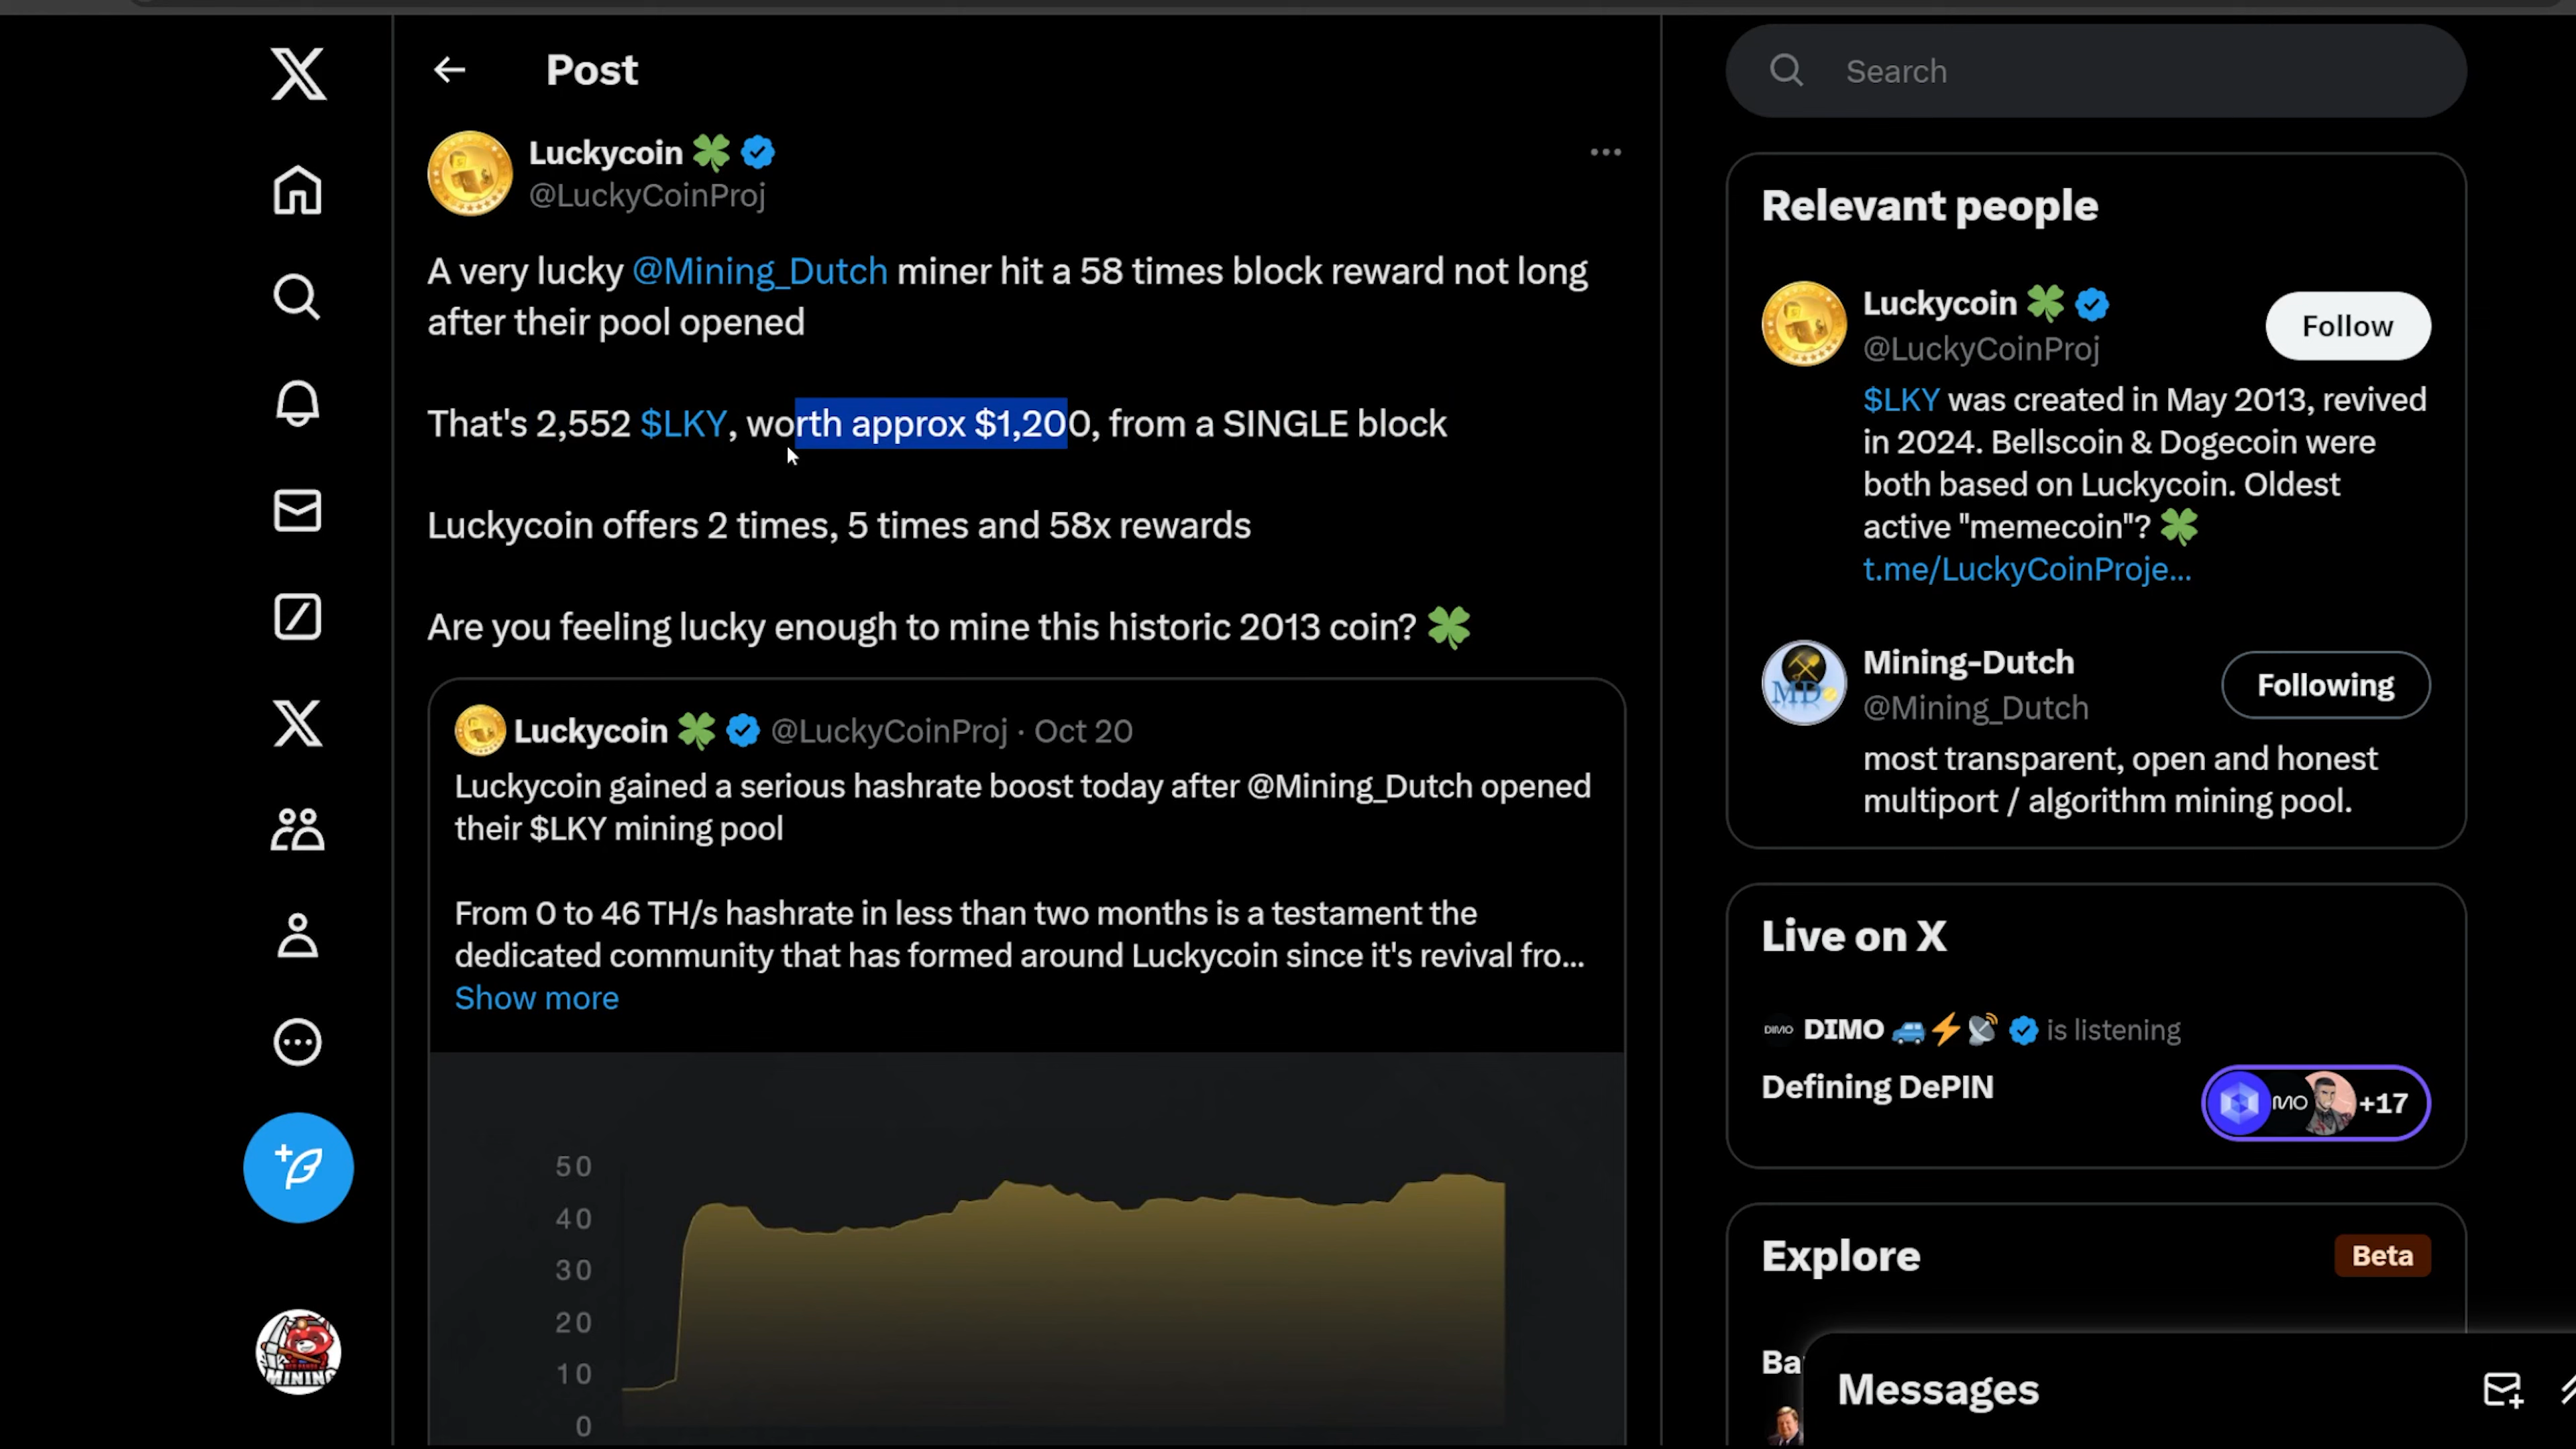 Post
Search
Luckycoin 🍀
@LuckyCoinProj
A very lucky @Mining_Dutch miner hit a 58 times block reward not long
after their pool opened
That's 2,552 $LKY, worth approx $1,200, from a SINGLE block
Luckycoin offers 2 times, 5 times and 58x rewards
Are you feeling lucky enough to mine this historic 2013 coin? 🍀
Luckycoin 🍀 @LuckyCoinProj · Oct 20
Luckycoin gained a serious hashrate boost today after @Mining_Dutch opened
their $LKY mining pool
From 0 to 46 TH/s hashrate in less than two months is a testament the
dedicated community that has formed around Luckycoin since it's revival fro...
Show more
50
40
30
20
10
0
MINING
Relevant people
Luckycoin 🍀
@LuckyCoinProj
Follow
$LKY was created in May 2013, revived
in 2024. Bellscoin & Dogecoin were
both based on Luckycoin. Oldest
active "memecoin"? 🍀
t.me/LuckyCoinProje...
MD
Mining-Dutch
@Mining_Dutch
Following
most transparent, open and honest
multiport / algorithm mining pool.
Live on X
DIMO DIMO 🚙⚡📡 is listening
Defining DePIN
+17
Explore
Beta
Messages